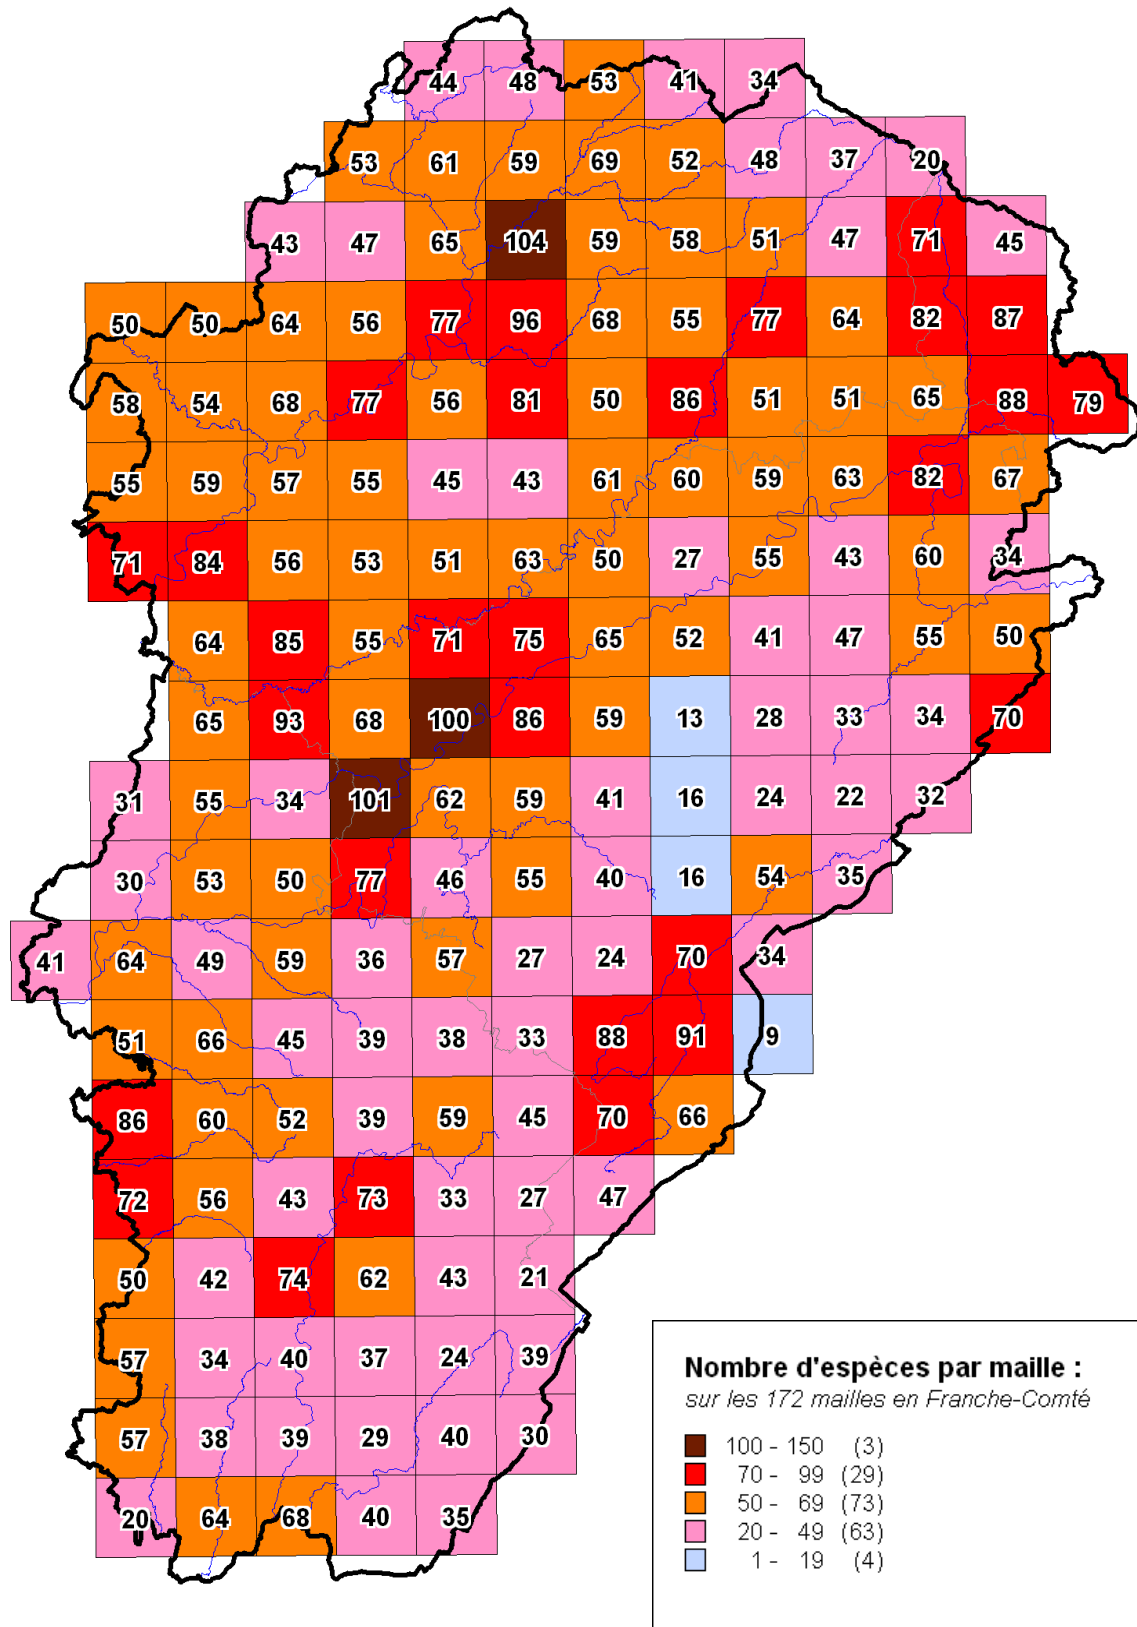 44 48 53 41 34
53 61 59 69 52 48 37 20
43 47 65 104 59 58 51 47 71 45
50 50 64 56 77 96 68 55 77 64 82 87
58 54 68 77 56 81 50 86 51 51 65 88 79
55 59 57 55 45 43 61 60 59 63 82 67
71 84 56 53 51 63 50 27 55 43 60 34
64 85 55 71 75 65 52 41 47 55 50
65 93 68 100 86 59 13 28 33 34 70
31 55 34 101 62 59 41 16 24 22 32
30 53 50 77 46 55 40 16 54 35
41 64 49 59 36 57 27 24 70 34
51 66 45 39 38 33 88 91 9
86 60 52 39 59 45 70 66
72 56 43 73 33 27 47
50 42 74 62 43 21
57 34 40 37 24 39
57 38 39 29 40 30
20 64 68 40 35
Nombre d'espèces par maille :
sur les 172 mailles en Franche-Comté
100 - 150 (3)
70 - 99 (29)
50 - 69 (73)
20 - 49 (63)
1 - 19 (4)